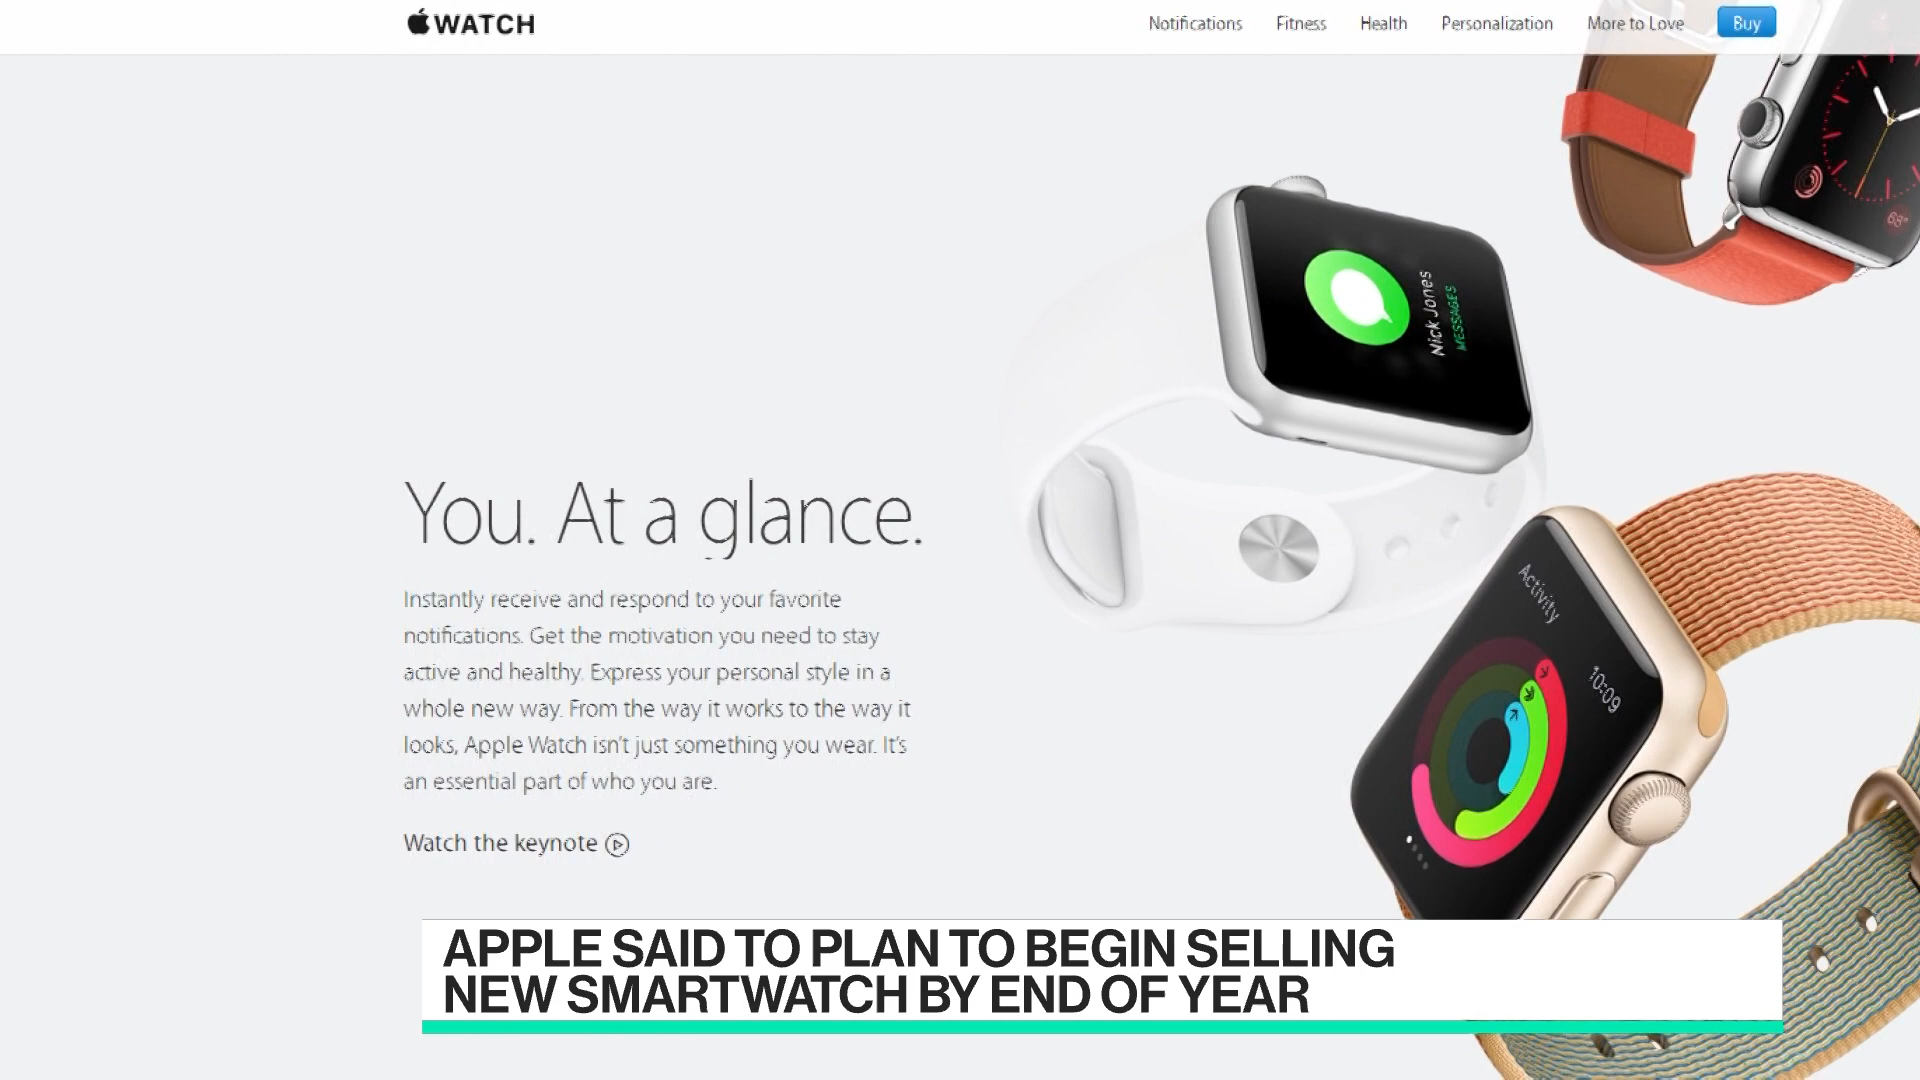 WATCH
Notifications Fitness Health Personalization More to Love Buy
68°
Nick Jones
MESSAGES
You. At a glance.
Instantly receive and respond to your favorite
notifications. Get the motivation you need to stay
active and healthy. Express your personal style in a
whole new way. From the way it works to the way it
looks, Apple Watch isn't just something you wear. It's
an essential part of who you are.
Watch the keynote
Activity
10:09
APPLE SAID TO PLAN TO BEGIN SELLING
NEW SMARTWATCH BY END OF YEAR